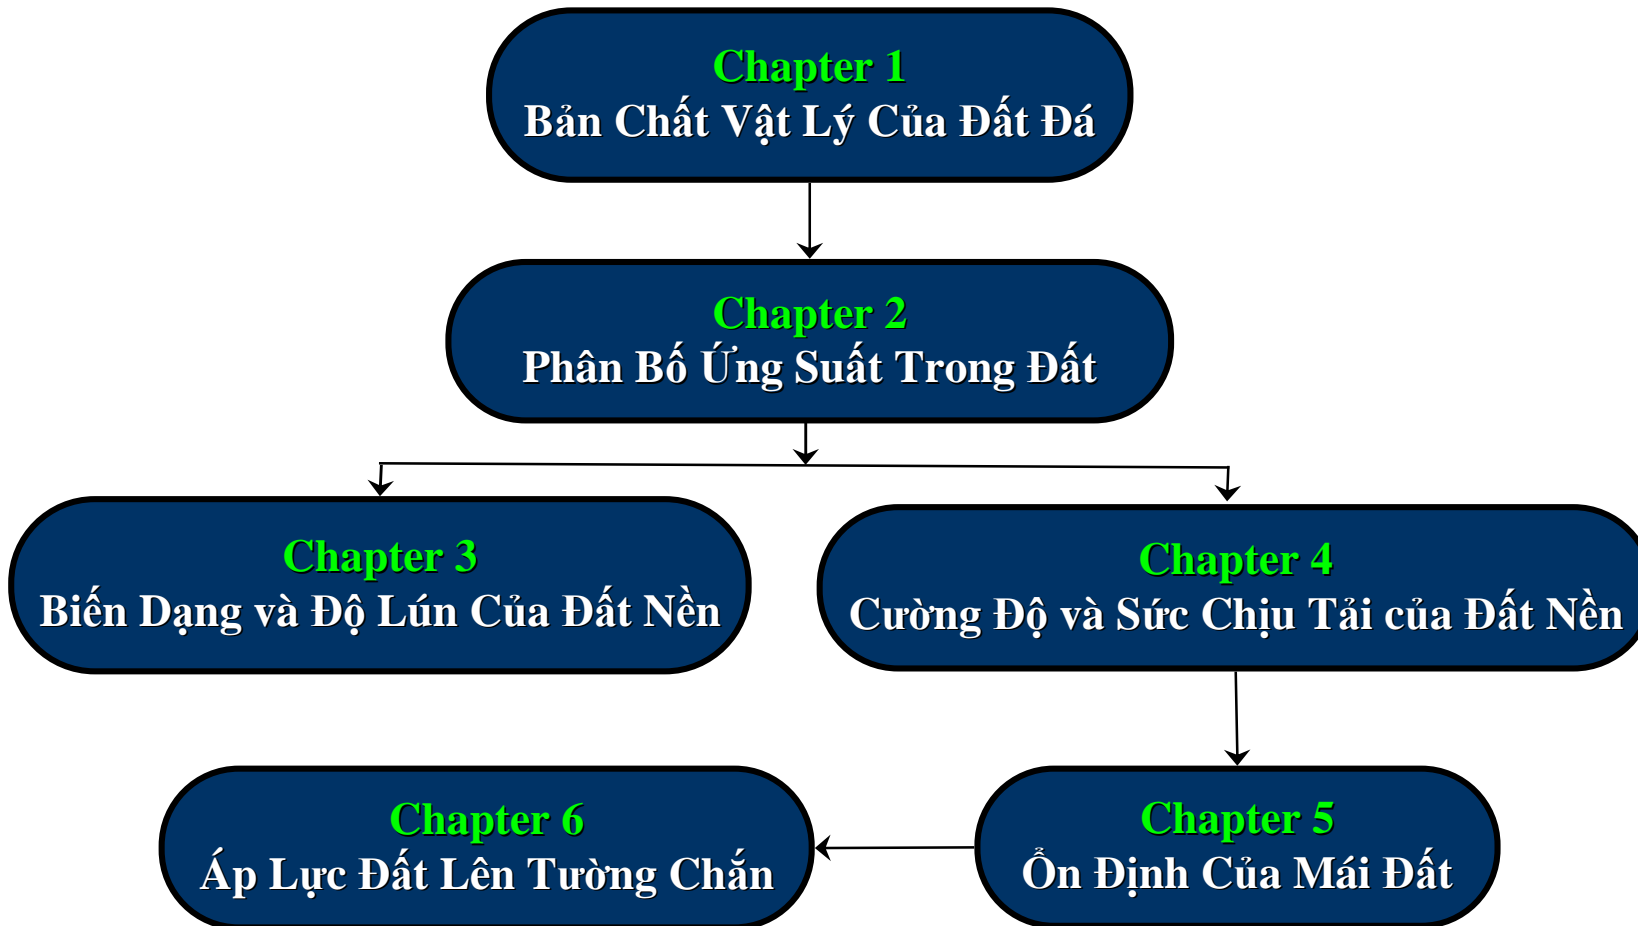 Chapter 1
Bản Chất Vật Lý Của Đất Đá
Chapter 2
Phân Bố Ứng Suất Trong Đất
Chapter 3
Biến Dạng và Độ Lún Của Đất Nền
Chapter 4
Cường Độ và Sức Chịu Tải của Đất Nền
Chapter 6
Áp Lực Đất Lên Tường Chắn
Chapter 5
Ổn Định Của Mái Đất